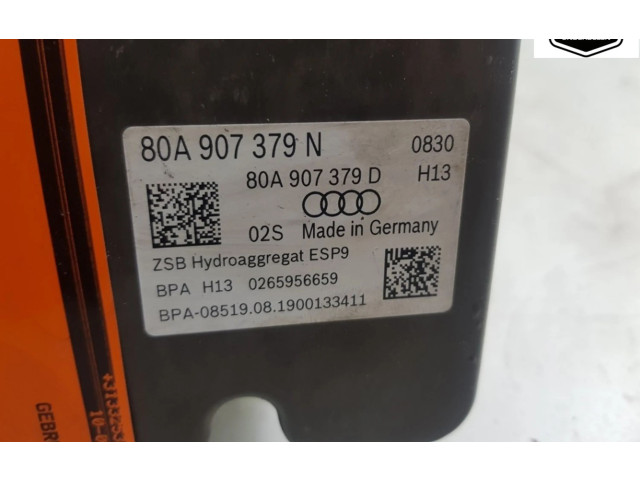 80A 907 379 N 0830
80A 907 379 D H13
02S Made in Germany
ZSB Hydroaggregat ESP9
BPA H13 0265956659
BPA-08519.08.1900133411